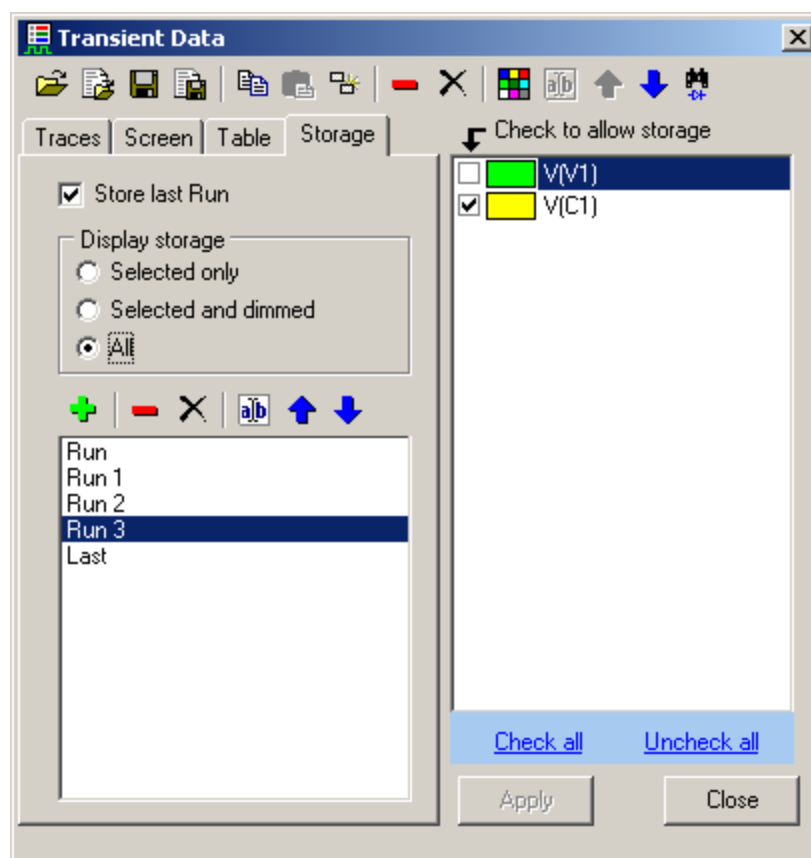 Transient Data
Traces
Screen
Table
Storage
Check to allow storage
Store last Run
Display storage
Selected only
Selected and dimmed
All
Run
Run 1
Run 2
Run 3
Last
V(V1)
V(C1)
Check all
Uncheck all
Apply
Close